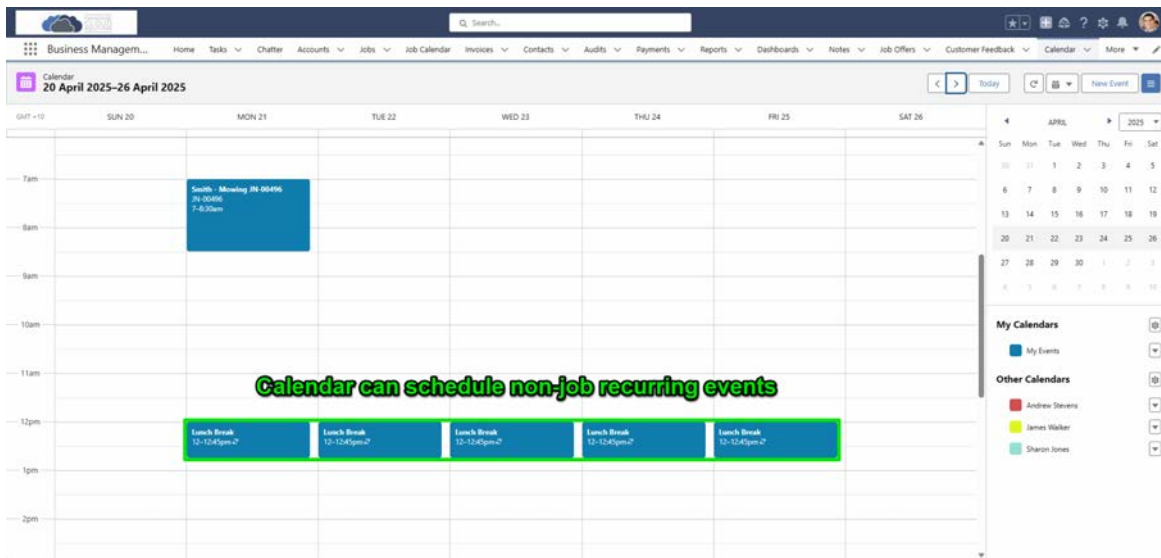 Search...
Business Managem...
Home Tasks Chatter Accounts Jobs Job Calendar Invoices Contacts Audits Payments Reports Dashboards Notes Job Offers Customer Feedback Calendar More
Calendar
20 April 2025–26 April 2025
Today
New Event
GMT +10 SUN 20 MON 21 TUE 22 WED 23 THU 24 FRI 25 SAT 26
7am
Smith - Mowing JN-00496
JN-00496
7–8:30am
8am
9am
10am
11am
Calendar can schedule non-job recurring events
12pm
Lunch Break Lunch Break Lunch Break Lunch Break Lunch Break
12–12:45pm 12–12:45pm 12–12:45pm 12–12:45pm 12–12:45pm
1pm
2pm
APRIL 2025
Sun Mon Tue Wed Thu Fri Sat
30 31 1 2 3 4 5
6 7 8 9 10 11 12
13 14 15 16 17 18 19
20 21 22 23 24 25 26
27 28 29 30 1 2 3
4 5 6 7 8 9 10
My Calendars
My Events
Other Calendars
Andrew Stevens
James Walker
Sharon Jones